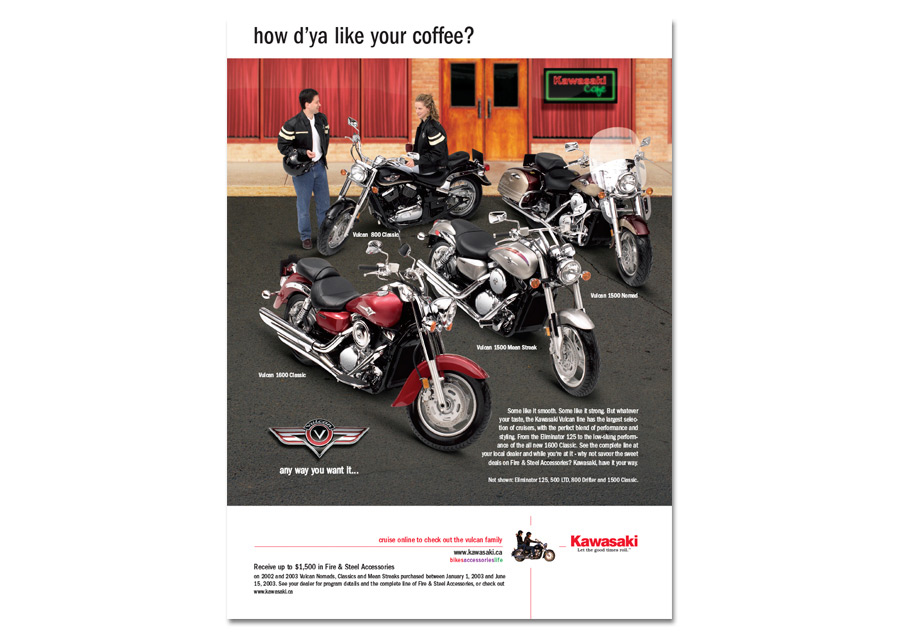 how d'ya like your coffee?
Kawasaki
Cafe
Vulcan 800 Classic
Vulcan 1500 Nomad
Vulcan 1500 Mean Streak
Vulcan 1600 Classic
Some like it smooth. Some like it strong. But whatever
your taste, the Kawasaki Vulcan line has the largest selec-
tion of cruisers, with the perfect blend of performance and
styling. From the Eliminator 125 to the low-slung perform-
ance of the all new 1600 Classic. See the complete line at
your local dealer and while you're at it - why not savour the sweet
deals on Fire & Steel Accessories? Kawasaki, have it your way.
Not shown: Eliminator 125, 500 LTD, 800 Drifter and 1500 Classic.
Vulcan
V
any way you want it...
cruise online to check out the vulcan family
www.kawasaki.ca
bikesaccessorieslife
Kawasaki
Let the good times roll.™
Receive up to $1,500 in Fire & Steel Accessories
on 2002 and 2003 Vulcan Nomads, Classics and Mean Streaks purchased between January 1, 2003 and June
15, 2003. See your dealer for program details and the complete line of Fire & Steel Accessories, or check out
www.kawasaki.ca